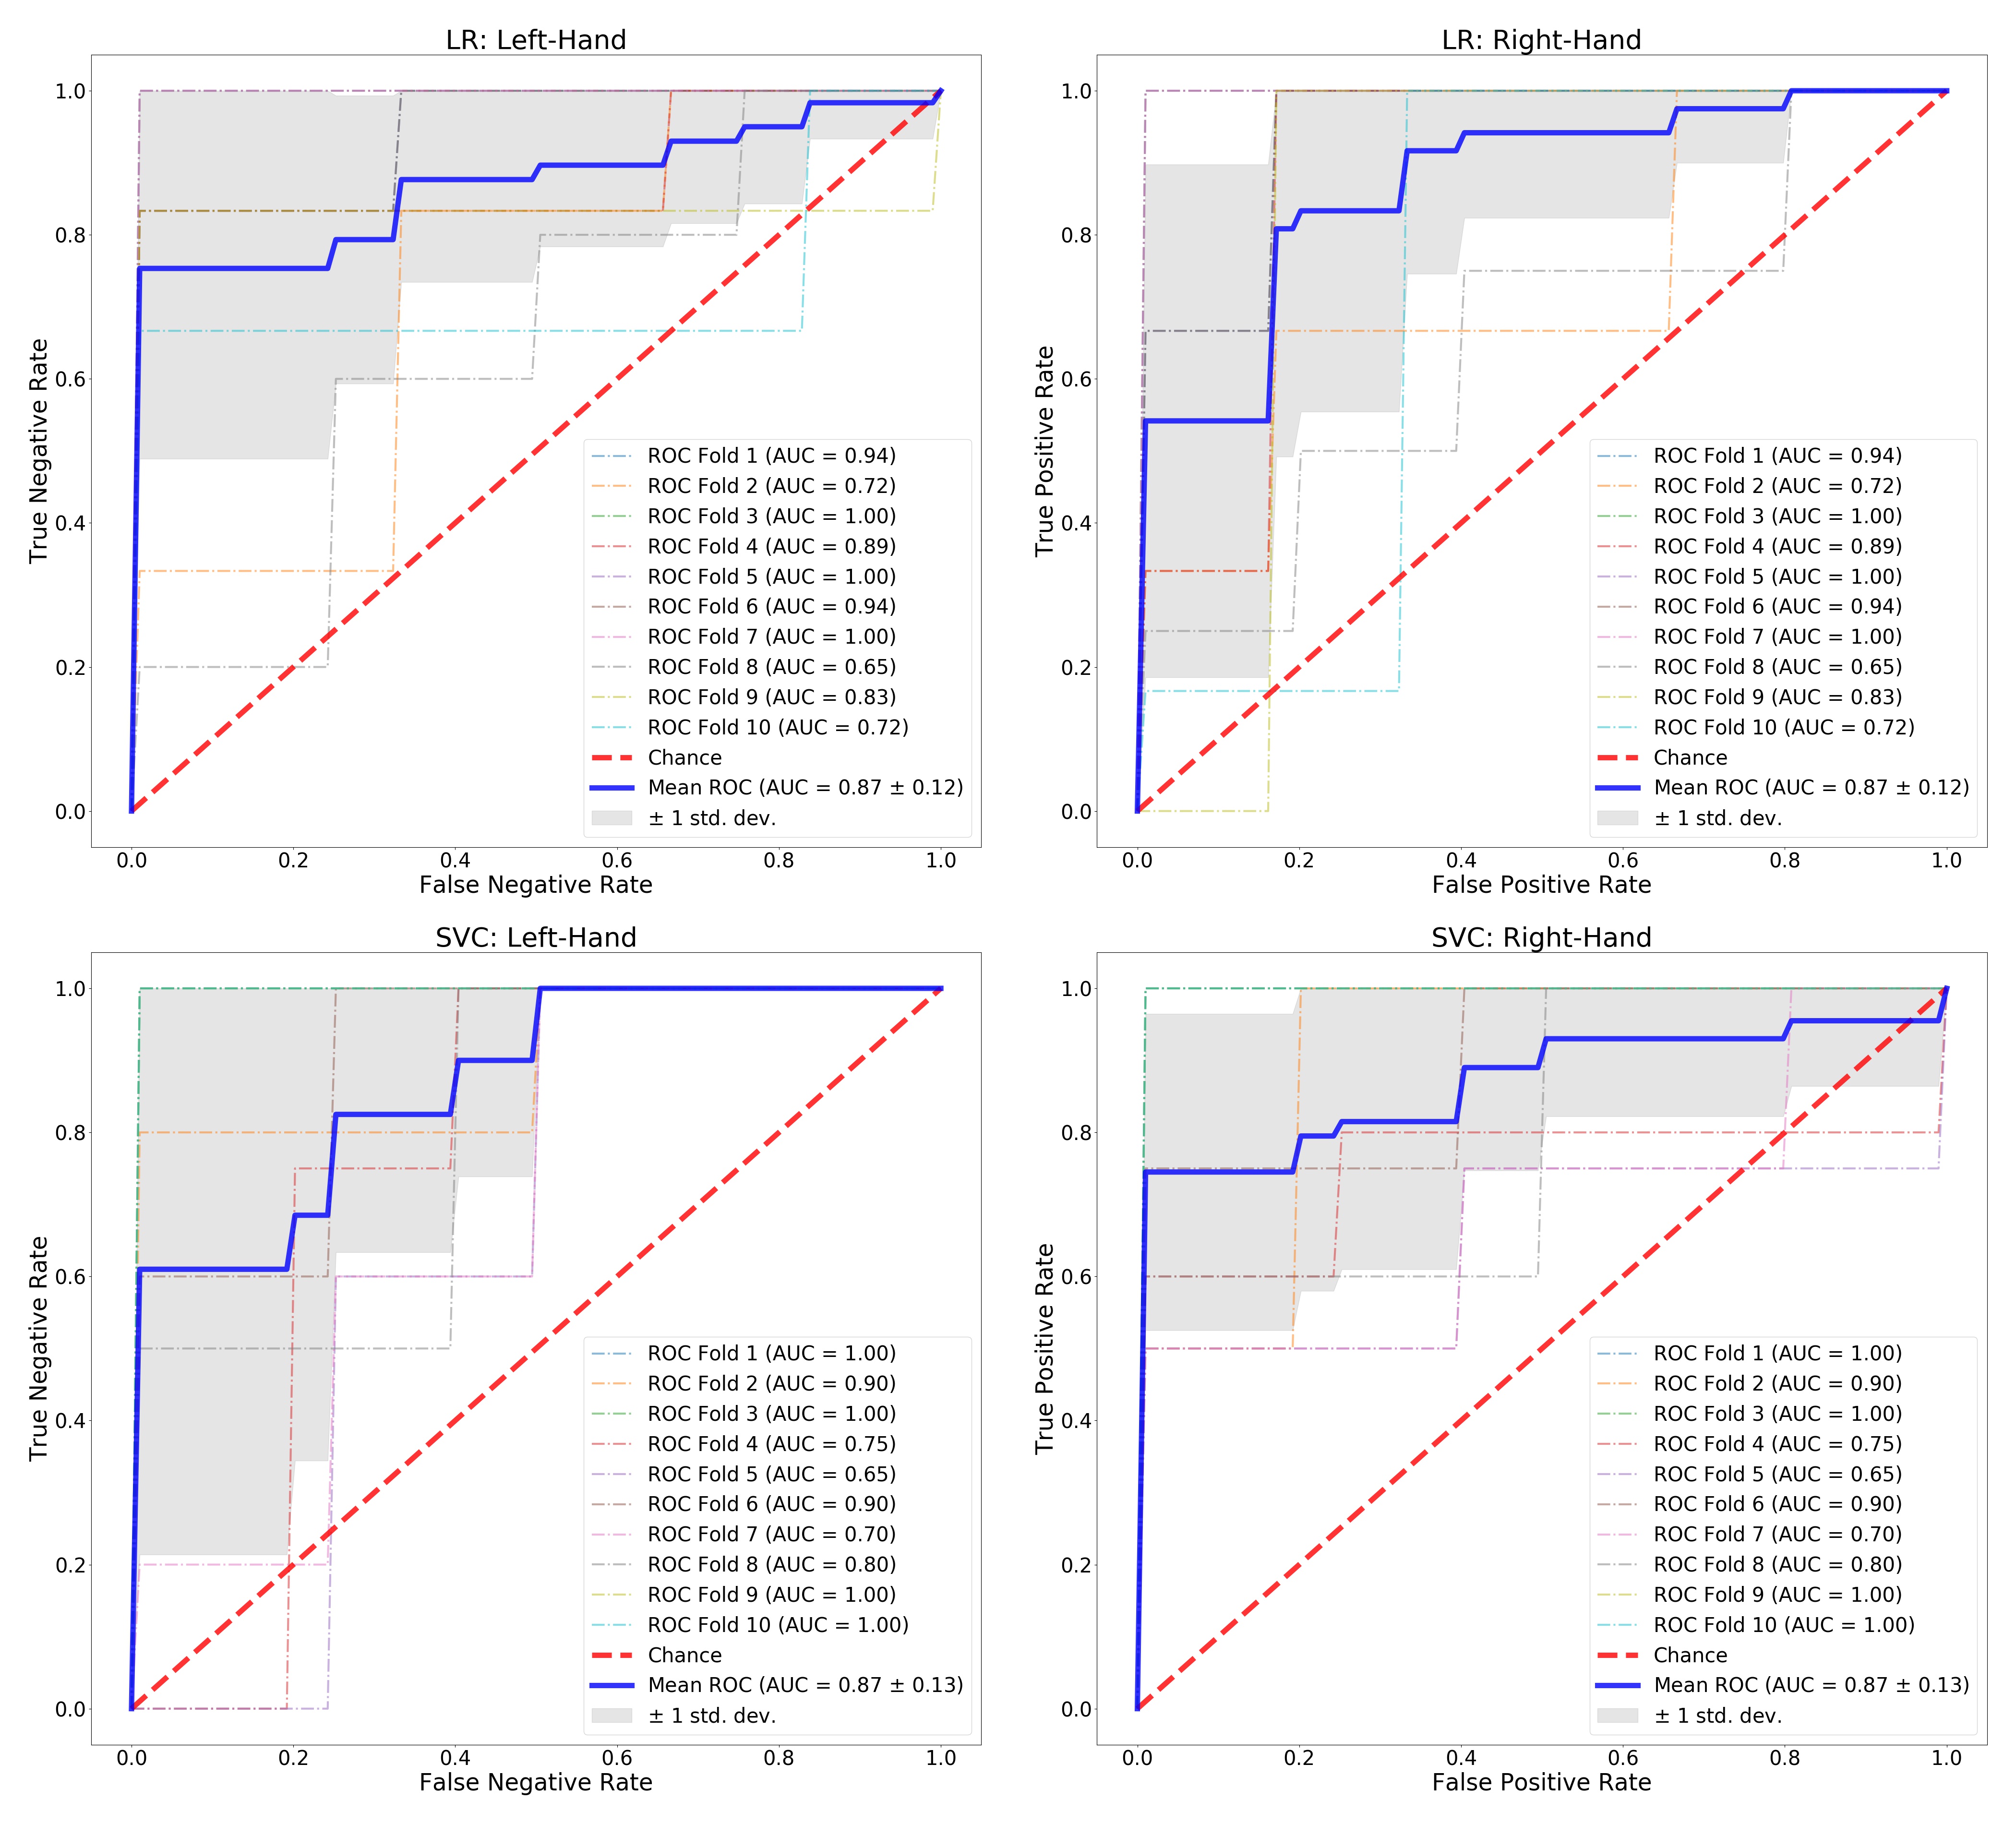 LR: Left-Hand
1.0
0.8
0.6
0.4
0.2
0.0
True Negative Rate
ROC Fold 1 (AUC = 0.94)
ROC Fold 2 (AUC = 0.72)
ROC Fold 3 (AUC = 1.00)
ROC Fold 4 (AUC = 0.89)
ROC Fold 5 (AUC = 1.00)
ROC Fold 6 (AUC = 0.94)
ROC Fold 7 (AUC = 1.00)
ROC Fold 8 (AUC = 0.65)
ROC Fold 9 (AUC = 0.83)
ROC Fold 10 (AUC = 0.72)
Chance
Mean ROC (AUC = 0.87 ± 0.12)
± 1 std. dev.
0.0 0.2 0.4 0.6 0.8 1.0
False Negative Rate
LR: Right-Hand
1.0
0.8
0.6
0.4
0.2
0.0
True Positive Rate
ROC Fold 1 (AUC = 0.94)
ROC Fold 2 (AUC = 0.72)
ROC Fold 3 (AUC = 1.00)
ROC Fold 4 (AUC = 0.89)
ROC Fold 5 (AUC = 1.00)
ROC Fold 6 (AUC = 0.94)
ROC Fold 7 (AUC = 1.00)
ROC Fold 8 (AUC = 0.65)
ROC Fold 9 (AUC = 0.83)
ROC Fold 10 (AUC = 0.72)
Chance
Mean ROC (AUC = 0.87 ± 0.12)
± 1 std. dev.
0.0 0.2 0.4 0.6 0.8 1.0
False Positive Rate
SVC: Left-Hand
1.0
0.8
0.6
0.4
0.2
0.0
True Negative Rate
ROC Fold 1 (AUC = 1.00)
ROC Fold 2 (AUC = 0.90)
ROC Fold 3 (AUC = 1.00)
ROC Fold 4 (AUC = 0.75)
ROC Fold 5 (AUC = 0.65)
ROC Fold 6 (AUC = 0.90)
ROC Fold 7 (AUC = 0.70)
ROC Fold 8 (AUC = 0.80)
ROC Fold 9 (AUC = 1.00)
ROC Fold 10 (AUC = 1.00)
Chance
Mean ROC (AUC = 0.87 ± 0.13)
± 1 std. dev.
0.0 0.2 0.4 0.6 0.8 1.0
False Negative Rate
SVC: Right-Hand
1.0
0.8
0.6
0.4
0.2
0.0
True Positive Rate
ROC Fold 1 (AUC = 1.00)
ROC Fold 2 (AUC = 0.90)
ROC Fold 3 (AUC = 1.00)
ROC Fold 4 (AUC = 0.75)
ROC Fold 5 (AUC = 0.65)
ROC Fold 6 (AUC = 0.90)
ROC Fold 7 (AUC = 0.70)
ROC Fold 8 (AUC = 0.80)
ROC Fold 9 (AUC = 1.00)
ROC Fold 10 (AUC = 1.00)
Chance
Mean ROC (AUC = 0.87 ± 0.13)
± 1 std. dev.
0.0 0.2 0.4 0.6 0.8 1.0
False Positive Rate